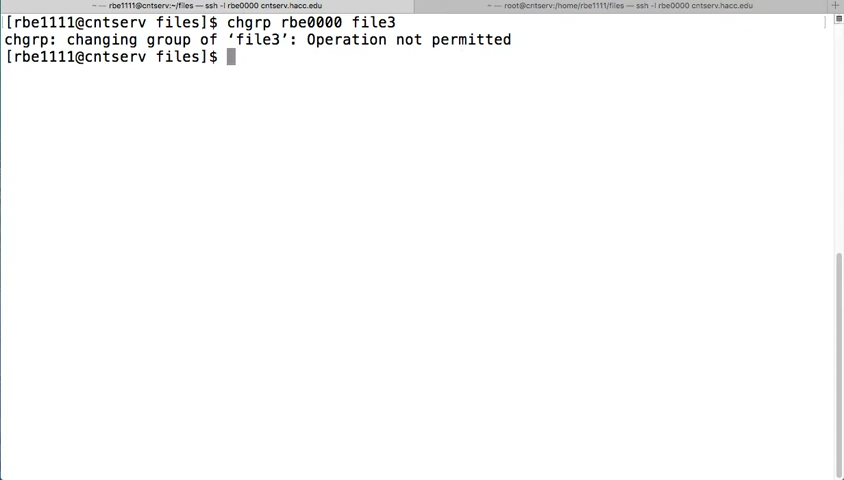 ~ — rbe1111@cntserv:~/files — ssh -l rbe0000 cntserv.hacc.edu
~ — root@cntserv:/home/rbe1111/files — ssh -l rbe0000 cntserv.hacc.edu
[rbe1111@cntserv files]$ chgrp rbe0000 file3
chgrp: changing group of ‘file3’: Operation not permitted
[rbe1111@cntserv files]$